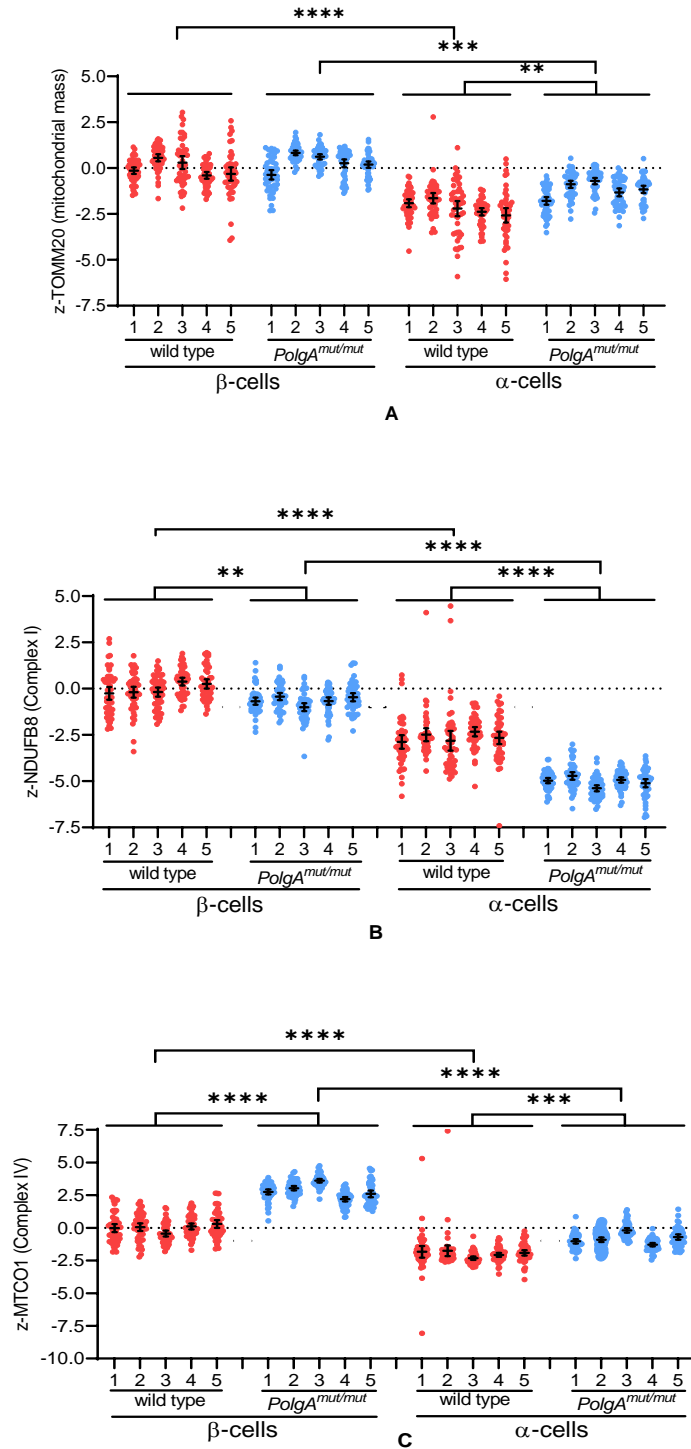 ****
***
**
z-TOMM20 (mitochondrial mass)
5.0
2.5
0.0
-2.5
-5.0
-7.5
1 2 3 4 5 1 2 3 4 5 1 2 3 4 5 1 2 3 4 5
wild type PolgA^mut/mut wild type PolgA^mut/mut
β-cells α-cells
A
****
****
** ****
z-NDUFB8 (Complex I)
5.0
2.5
0.0
-2.5
-5.0
-7.5
1 2 3 4 5 1 2 3 4 5 1 2 3 4 5 1 2 3 4 5
wild type PolgA^mut/mut wild type PolgA^mut/mut
β-cells α-cells
B
****
****
**** ***
z-MTCO1 (Complex IV)
7.5
5.0
2.5
0.0
-2.5
-5.0
-7.5
-10.0
1 2 3 4 5 1 2 3 4 5 1 2 3 4 5 1 2 3 4 5
wild type PolgA^mut/mut wild type PolgA^mut/mut
β-cells α-cells
C